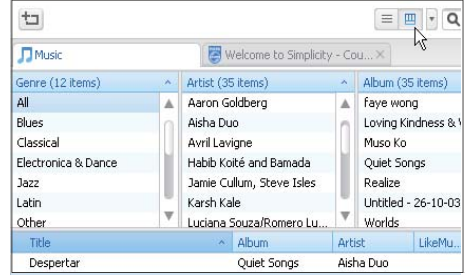 Music
Welcome to Simplicity - Cou...
Genre (12 items) Artist (35 items) Album (35 items)
All Aaron Goldberg faye wong
Blues Aisha Duo Loving Kindness & 
Classical Avril Lavigne Muso Ko
Electronica & Dance Habib Koité and Bamada Quiet Songs
Jazz Jamie Cullum, Steve Isles Realize
Latin Karsh Kale Untitled - 26-10-03
Other Luciana Souza/Romero Lu... Worlds
Title Album Artist LikeMu...
Despertar Quiet Songs Aisha Duo